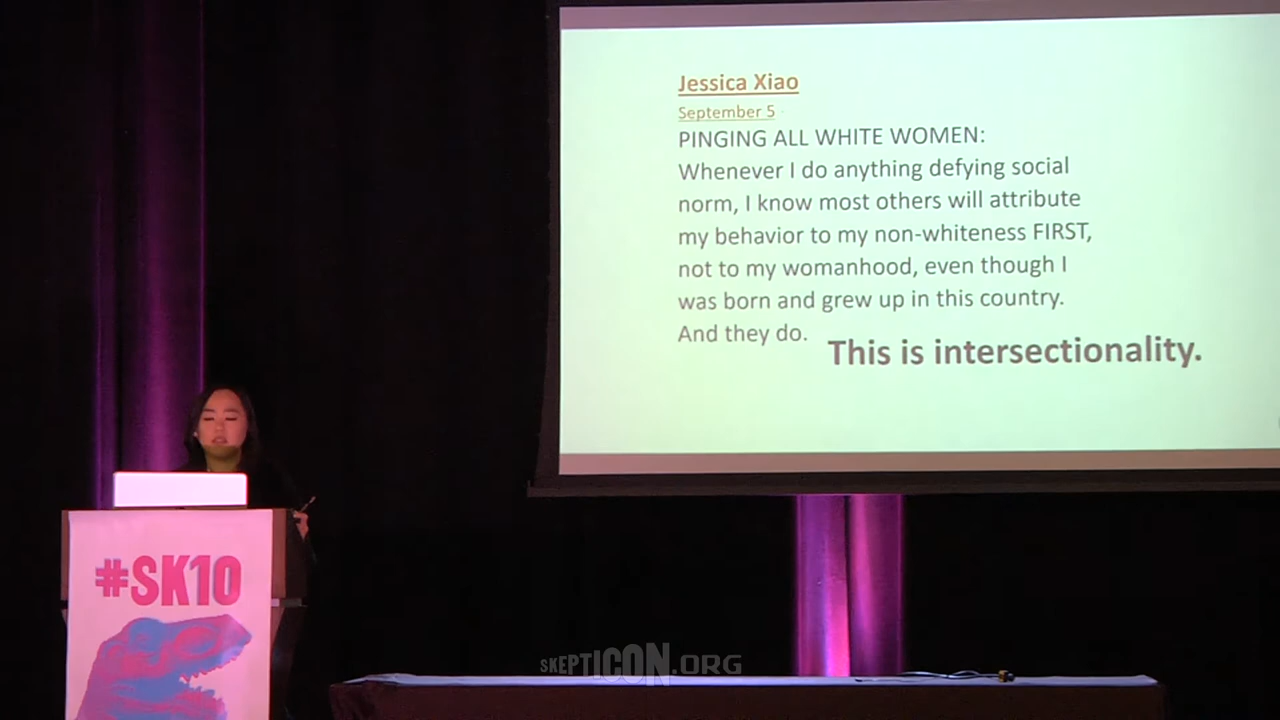 Jessica Xiao
September 5
PINGING ALL WHITE WOMEN:
Whenever I do anything defying social
norm, I know most others will attribute
my behavior to my non-whiteness FIRST,
not to my womanhood, even though I
was born and grew up in this country.
And they do.
This is intersectionality.
#SK10
SKEPTICON.ORG